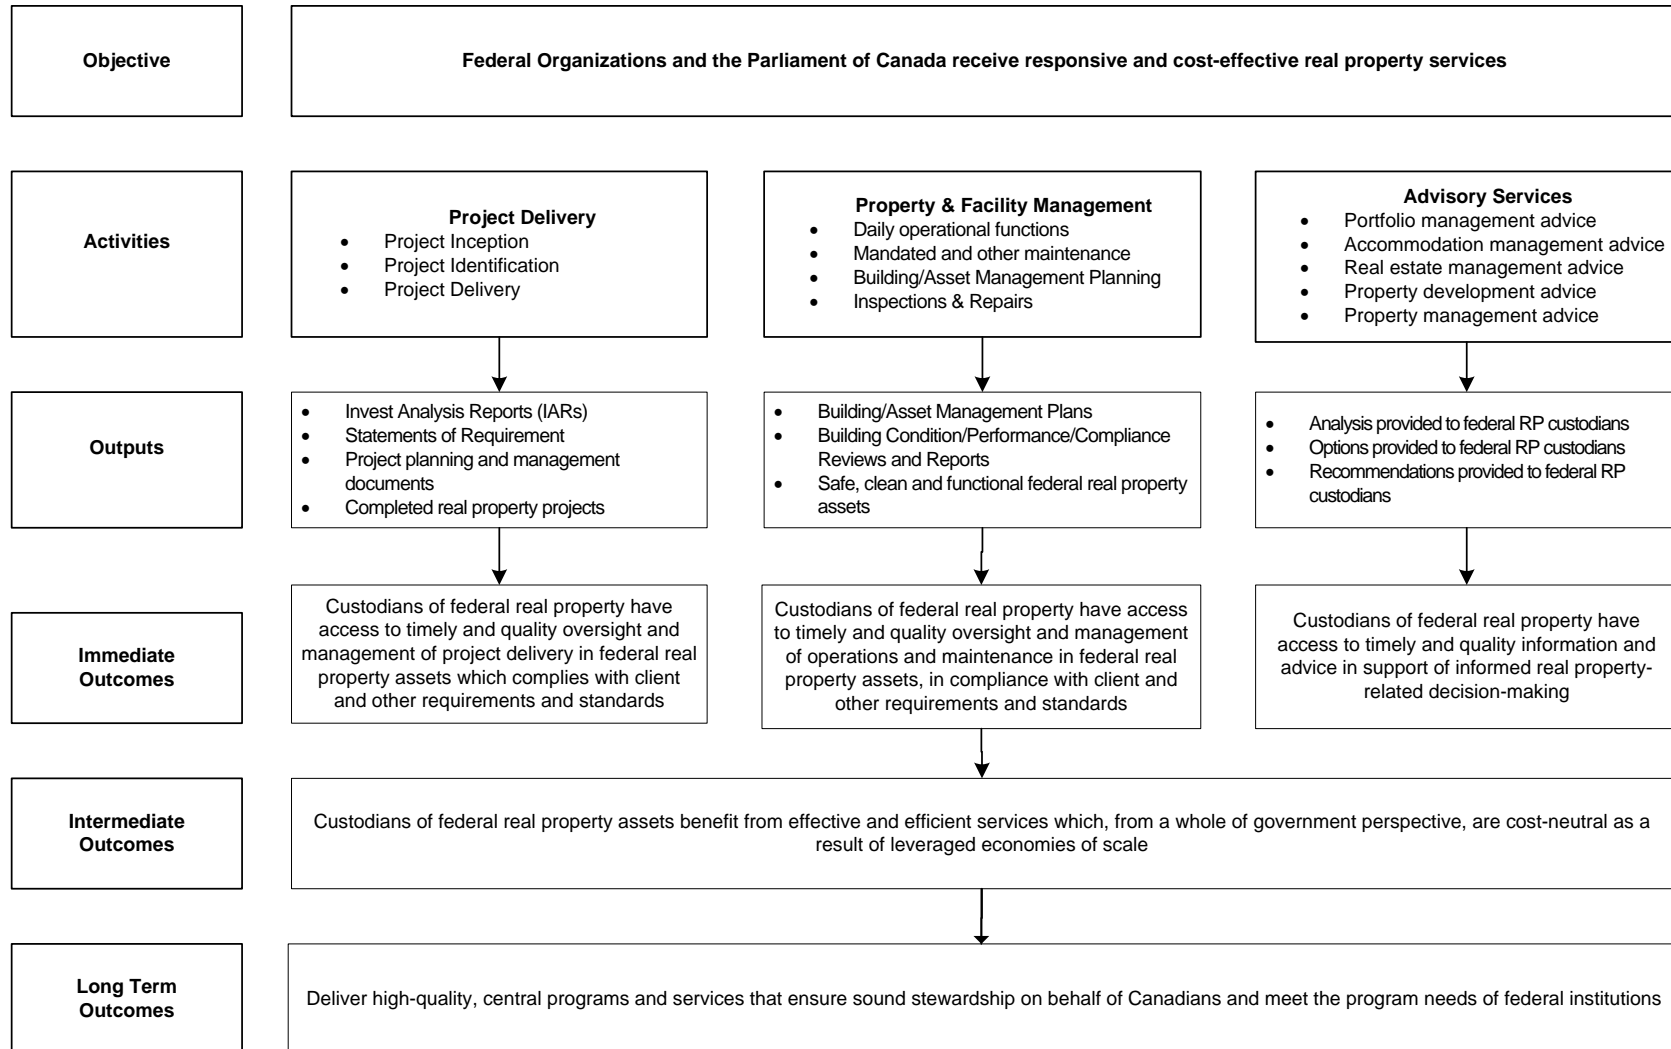 Objective
Federal Organizations and the Parliament of Canada receive responsive and cost-effective real property services
Activities
Project Delivery
• Project Inception
• Project Identification
• Project Delivery
Property & Facility Management
• Daily operational functions
• Mandated and other maintenance
• Building/Asset Management Planning
• Inspections & Repairs
Advisory Services
• Portfolio management advice
• Accommodation management advice
• Real estate management advice
• Property development advice
• Property management advice
Outputs
• Invest Analysis Reports (IARs)
• Statements of Requirement
• Project planning and management
documents
• Completed real property projects
• Building/Asset Management Plans
• Building Condition/Performance/Compliance
Reviews and Reports
• Safe, clean and functional federal real property
assets
• Analysis provided to federal RP custodians
• Options provided to federal RP custodians
• Recommendations provided to federal RP
custodians
Immediate
Outcomes
Custodians of federal real property have
access to timely and quality oversight and
management of project delivery in federal real
property assets which complies with client
and other requirements and standards
Custodians of federal real property have access
to timely and quality oversight and management
of operations and maintenance in federal real
property assets, in compliance with client and
other requirements and standards
Custodians of federal real property have
access to timely and quality information and
advice in support of informed real property-
related decision-making
Intermediate
Outcomes
Custodians of federal real property assets benefit from effective and efficient services which, from a whole of government perspective, are cost-neutral as a
result of leveraged economies of scale
Long Term
Outcomes
Deliver high-quality, central programs and services that ensure sound stewardship on behalf of Canadians and meet the program needs of federal institutions